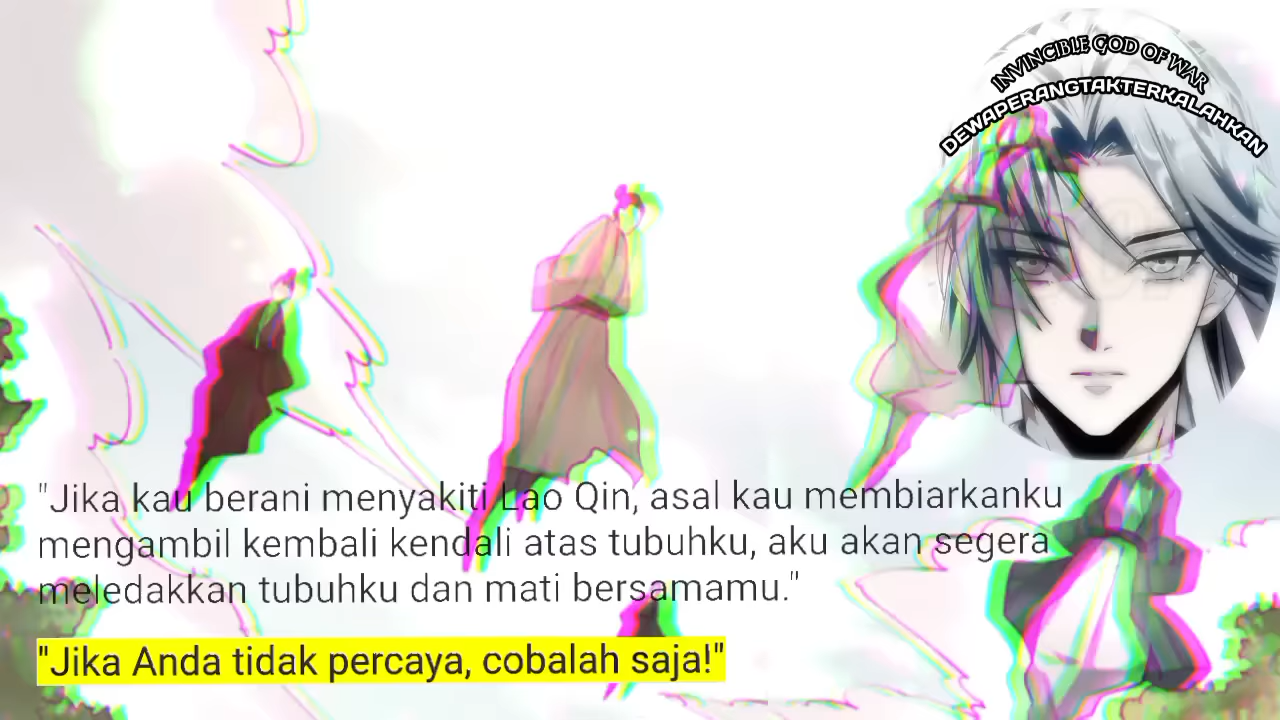 INVINCIBLE GOD OF WAR
DEWAPERANGTAKTERKALAHKAN
"Jika kau berani menyakiti Lao Qin, asal kau membiarkanku
mengambil kembali kendali atas tubuhku, aku akan segera
meledakkan tubuhku dan mati bersamamu."
"Jika Anda tidak percaya, cobalah saja!"